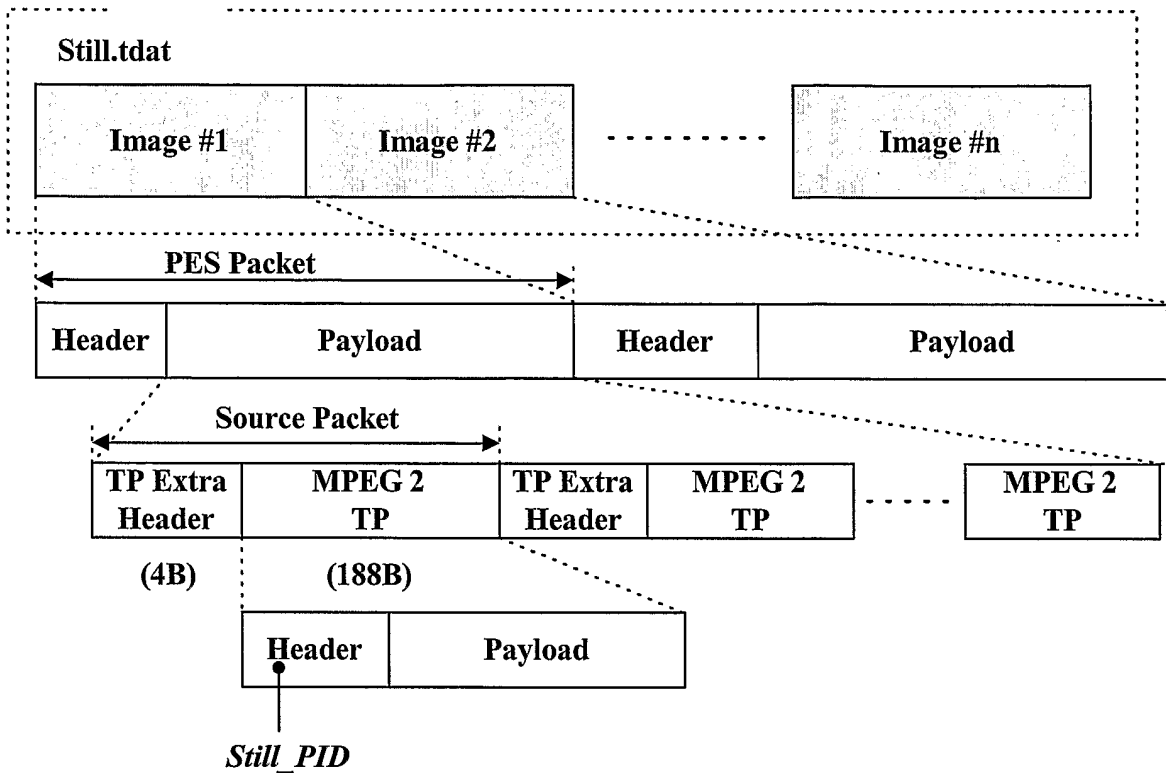 Still.tdat
Image #1 Image #2 Image #n
PES Packet
Header Payload Header Payload
Source Packet
TP Extra Header MPEG 2 TP TP Extra Header MPEG 2 TP MPEG 2 TP
(4B) (188B)
Header Payload
Still_PID